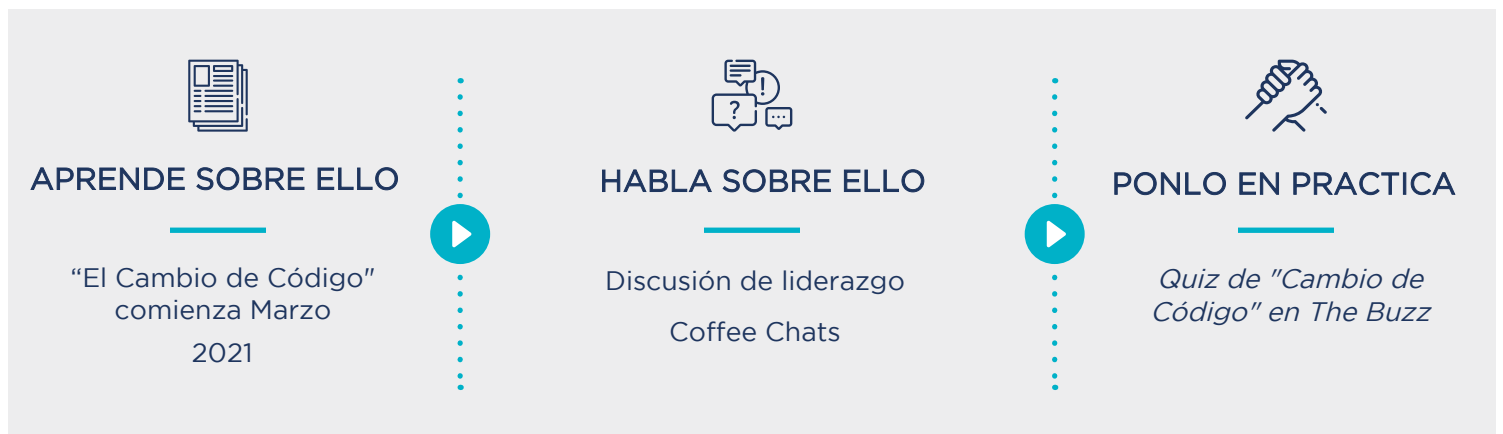 APRENDE SOBRE ELLO
“El Cambio de Código"
comienza Marzo
2021
HABLA SOBRE ELLO
Discusión de liderazgo
Coffee Chats
PONLO EN PRACTICA
Quiz de "Cambio de
Código" en The Buzz